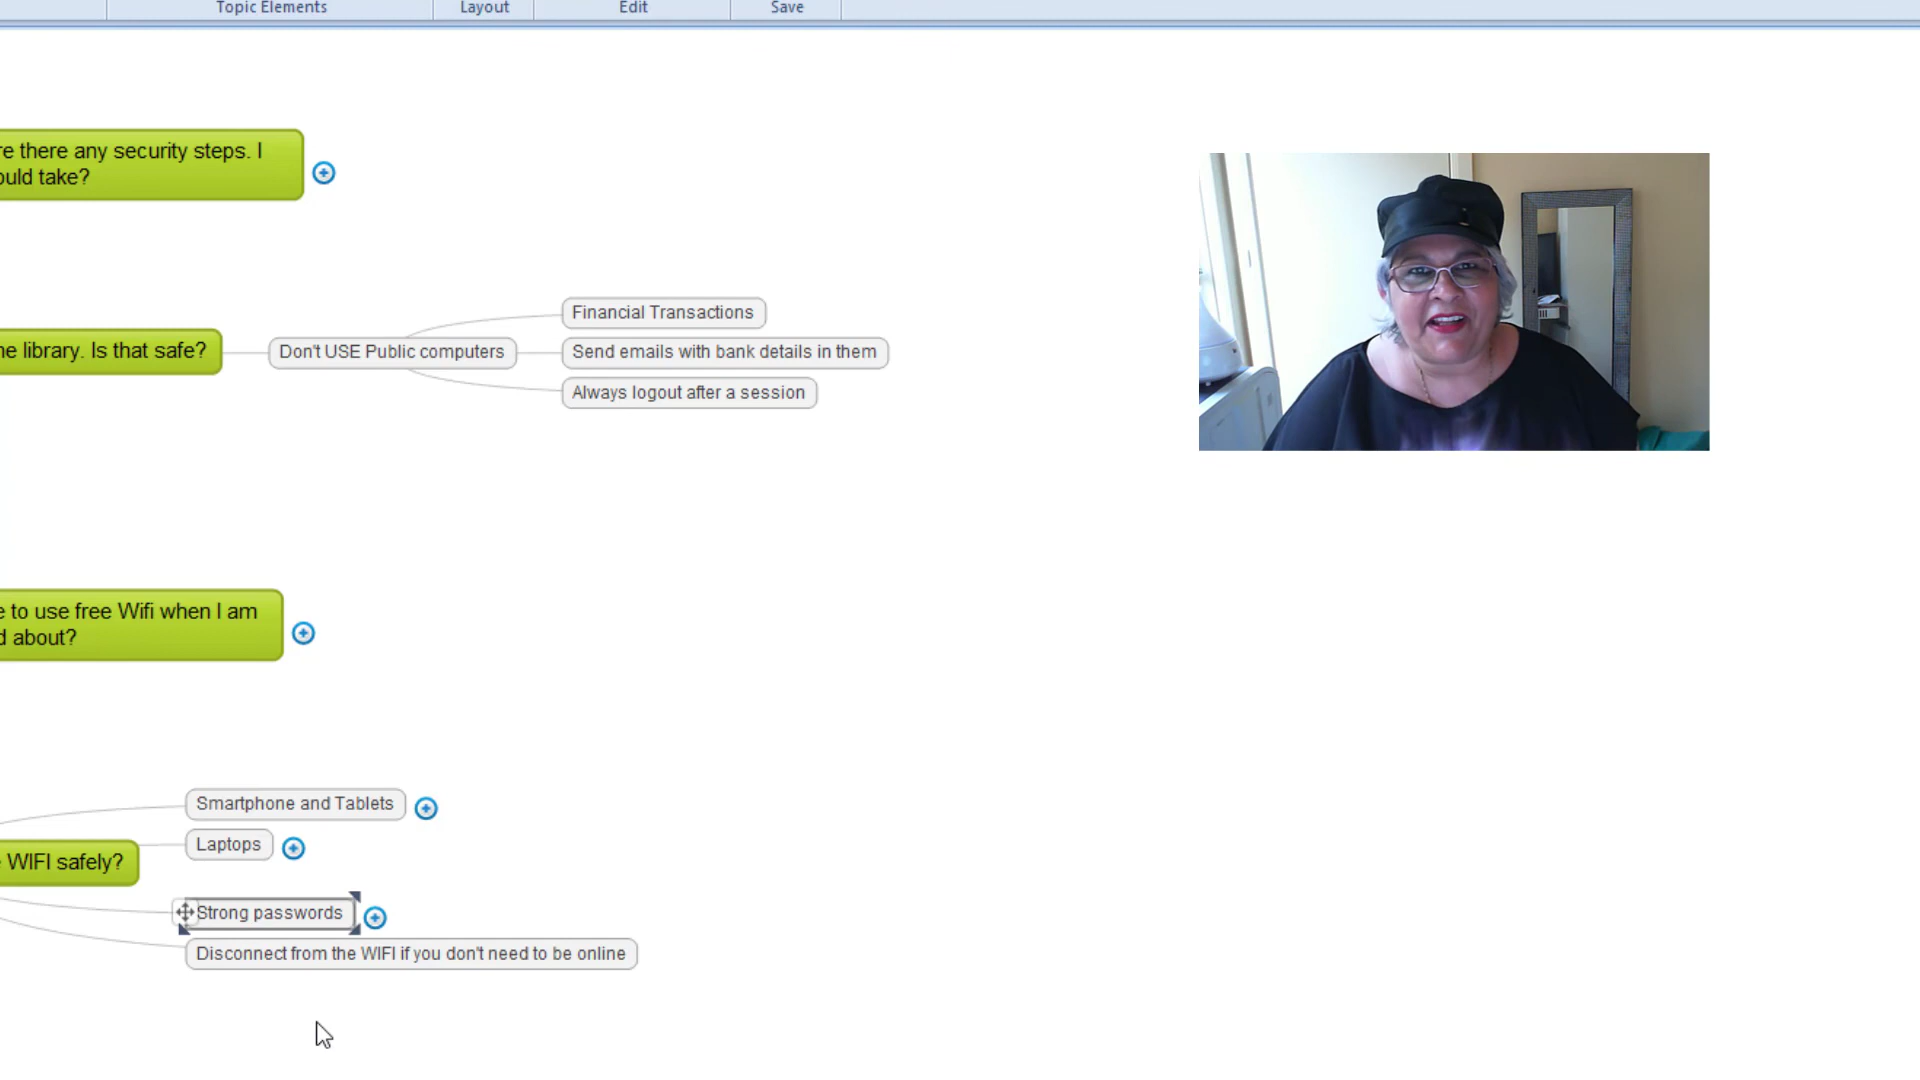 Topic Elements
Layout
Edit
Save
re there any security steps. I
ould take?
he library. Is that safe?
Don't USE Public computers
Financial Transactions
Send emails with bank details in them
Always logout after a session
e to use free Wifi when I am
d about?
WIFI safely?
Smartphone and Tablets
Laptops
Strong passwords
Disconnect from the WIFI if you don't need to be online